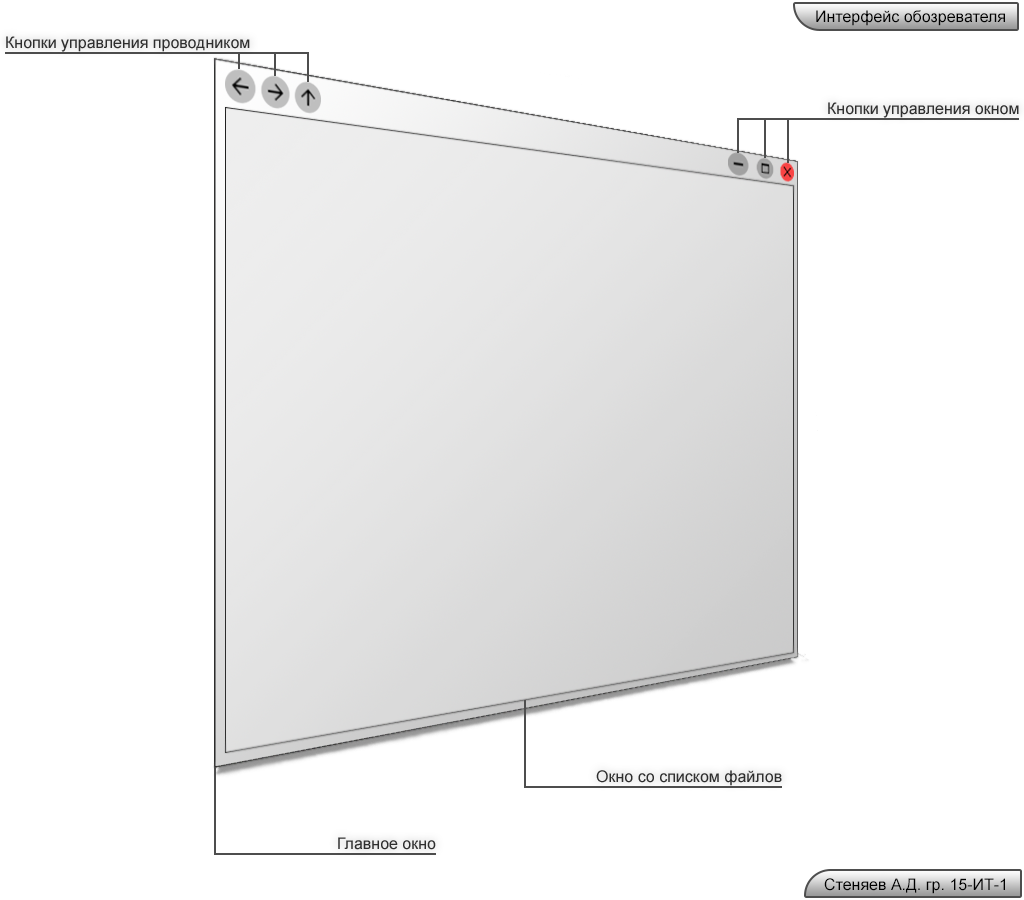 Интерфейс обозревателя
Кнопки управления проводником
Кнопки управления окном
Окно со списком файлов
Главное окно
Стеняев А.Д. гр. 15-ИТ-1